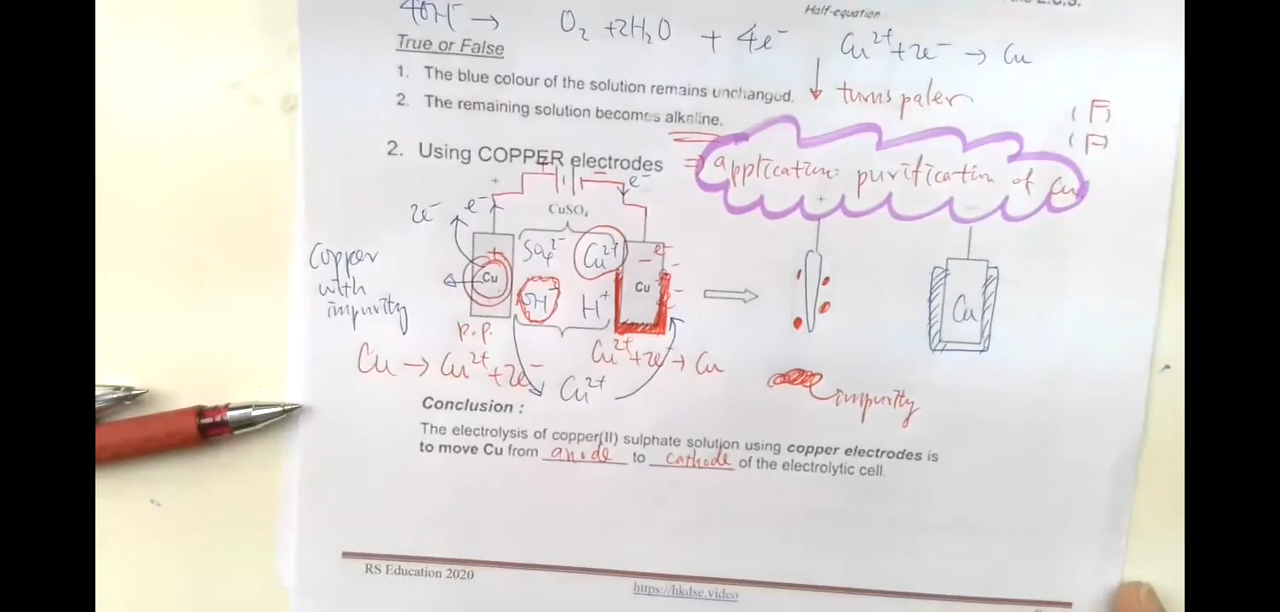 Half-equation
4OH⁻ → O₂ + 2H₂O + 4e⁻
Cu²⁺ + 2e⁻ → Cu
True or False
1. The blue colour of the solution remains unchanged.
turns paler
(F)
2. The remaining solution becomes alkaline.
(F)
2. Using COPPER electrodes
⇒ application: purification of Cu
+ −
e⁻
+
2e⁻
e⁻
CuSO₄
+
−
+
SO₄²⁻
Cu²⁺
− e⁻
Copper
with
impurity
Cu
OH⁻
H⁺
Cu
Cu
p.p.
Cu → Cu²⁺ + 2e⁻
Cu²⁺ + 2e⁻ → Cu
Cu²⁺
impurity
Conclusion :
The electrolysis of copper(II) sulphate solution using copper electrodes is
to move Cu from anode to cathode of the electrolytic cell.
RS Education 2020
https://hkdse.video